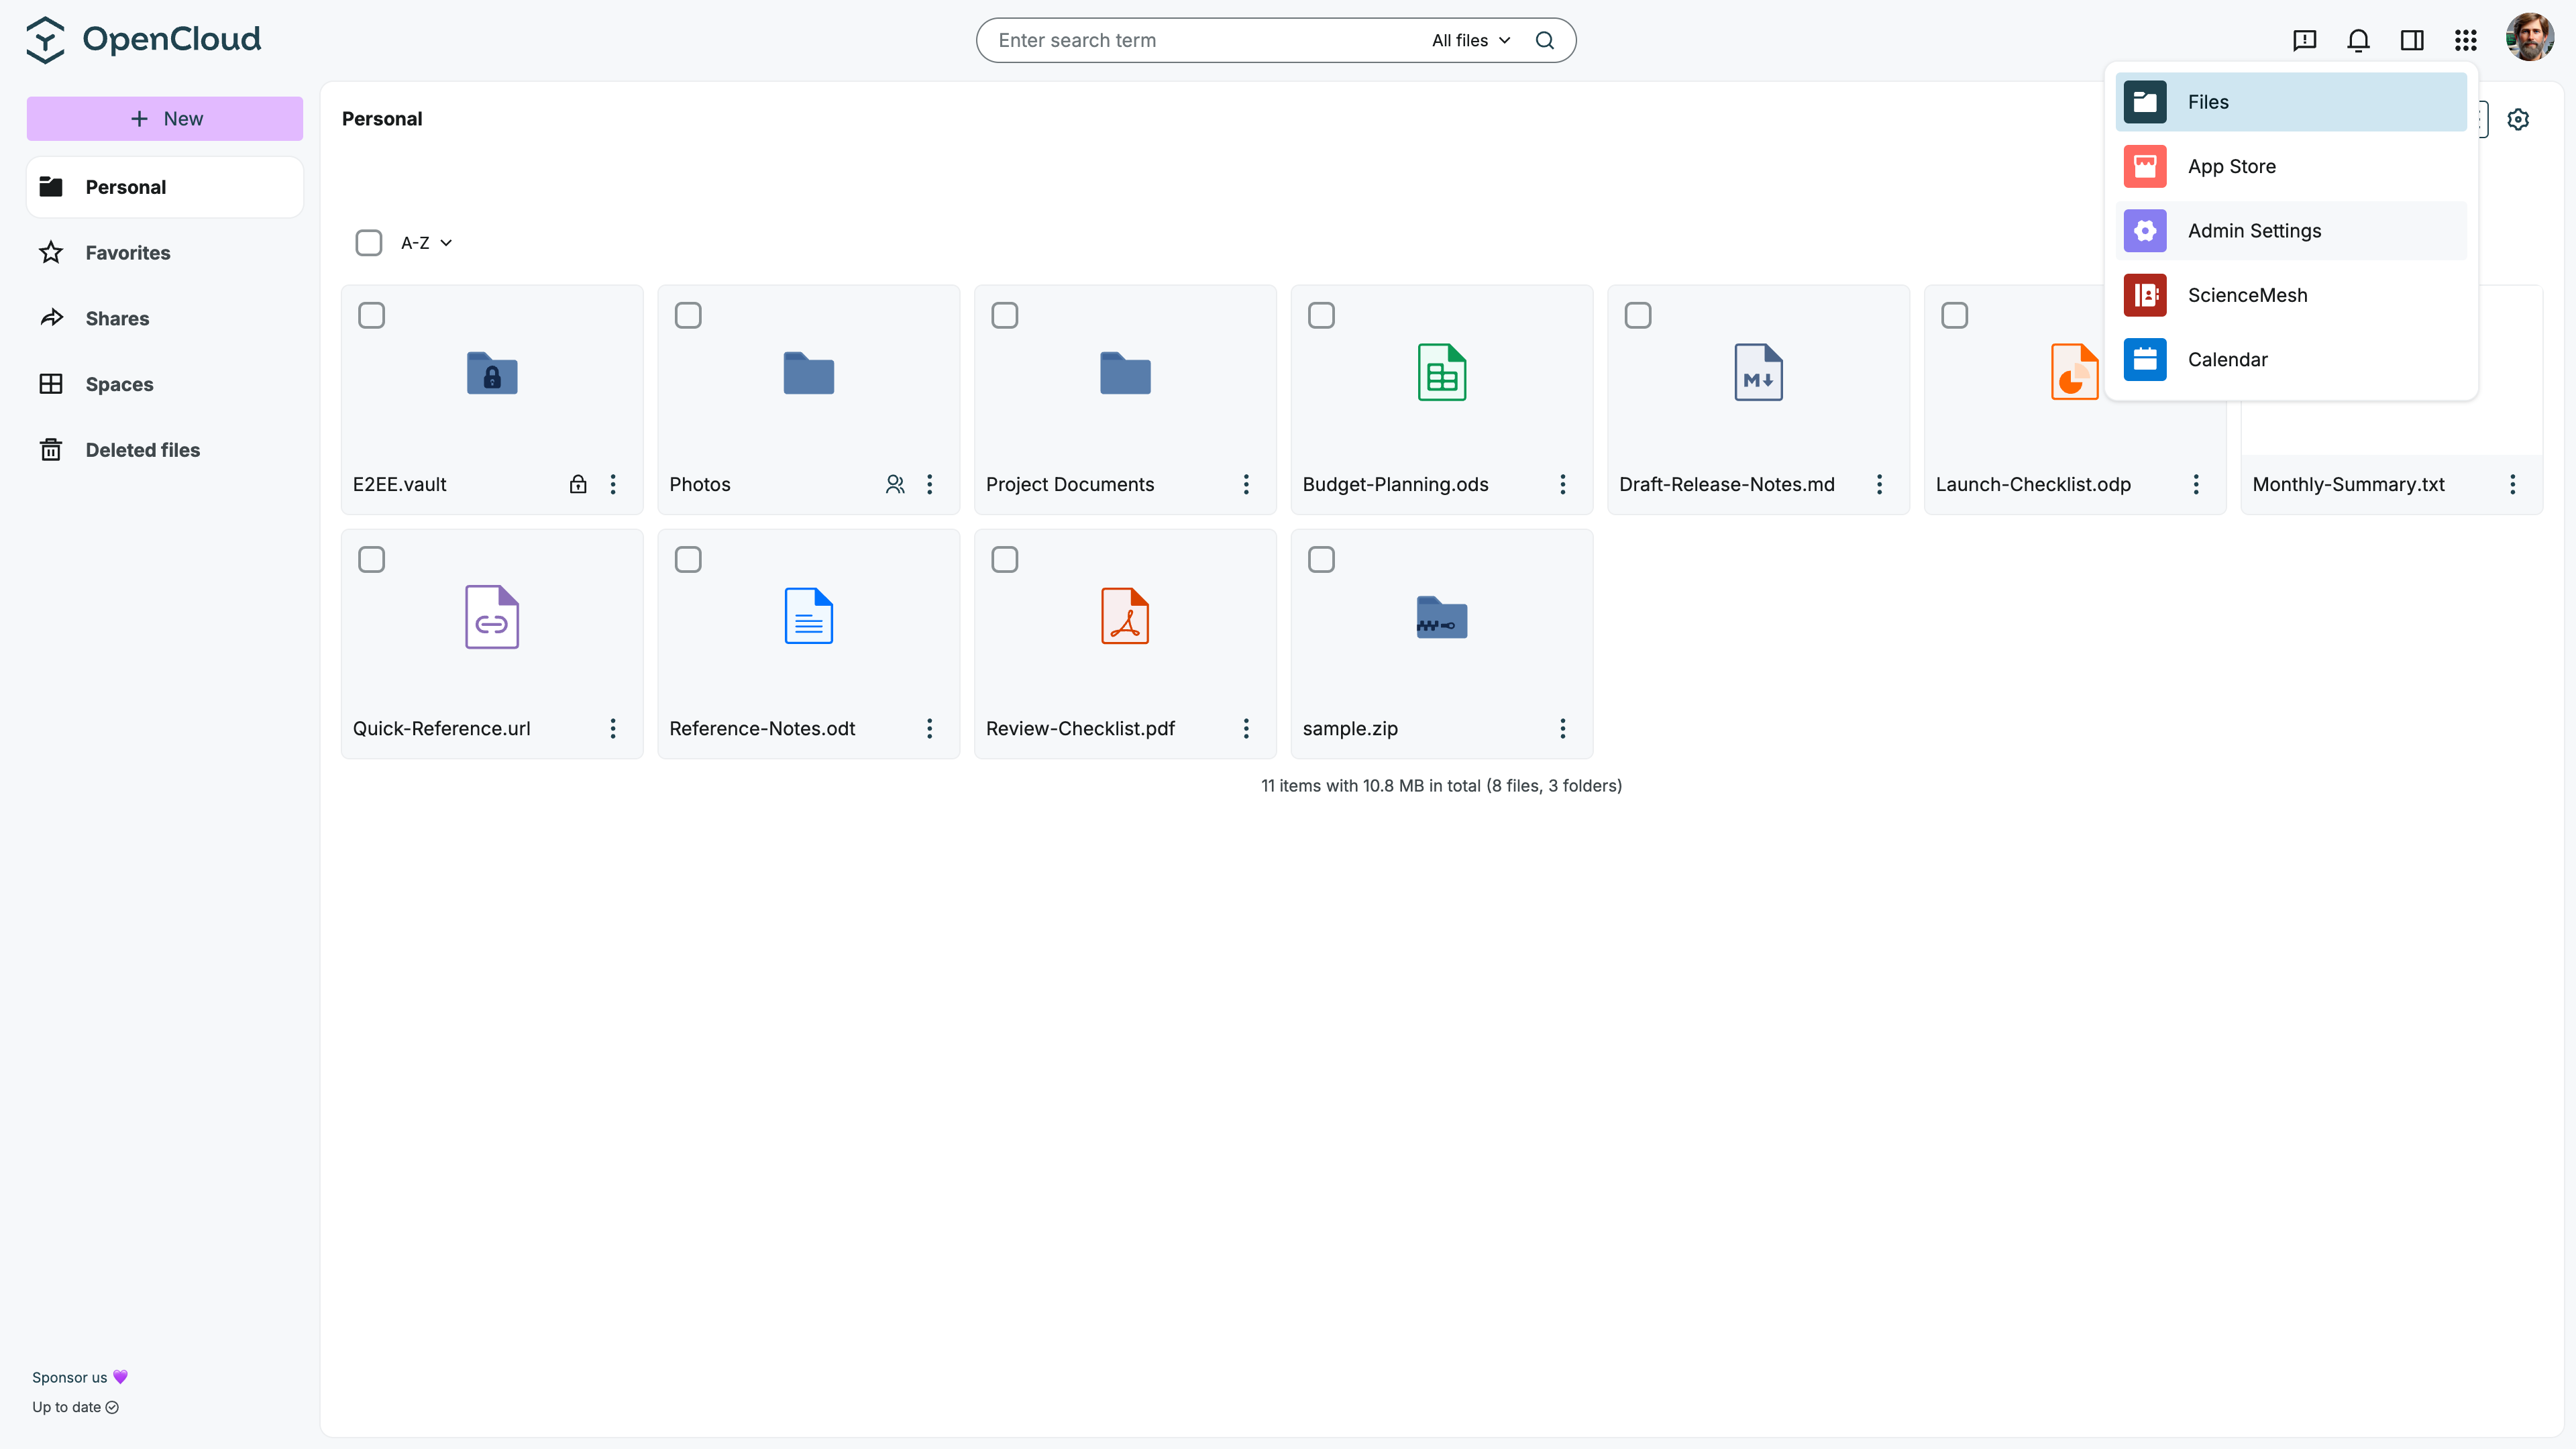 OpenCloud
Enter search term
All files
New
Personal
Favorites
Shares
Spaces
Deleted files
Personal
A-Z
Files
App Store
Admin Settings
ScienceMesh
Calendar
E2EE.vault
Photos
Project Documents
Budget-Planning.ods
M
Draft-Release-Notes.md
Launch-Checklist.odp
Monthly-Summary.txt
Quick-Reference.url
Reference-Notes.odt
Review-Checklist.pdf
sample.zip
11 items with 10.8 MB in total (8 files, 3 folders)
Sponsor us 💜
Up to date